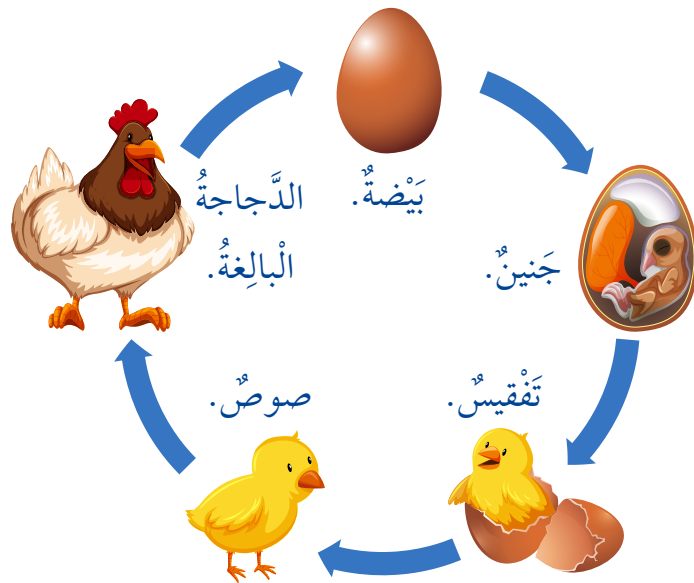 بَيْضةٌ.
جَنينٌ.
تَفْقيسٌ.
صوصٌ.
الدَّجاجةُ
الْبالِغةُ.